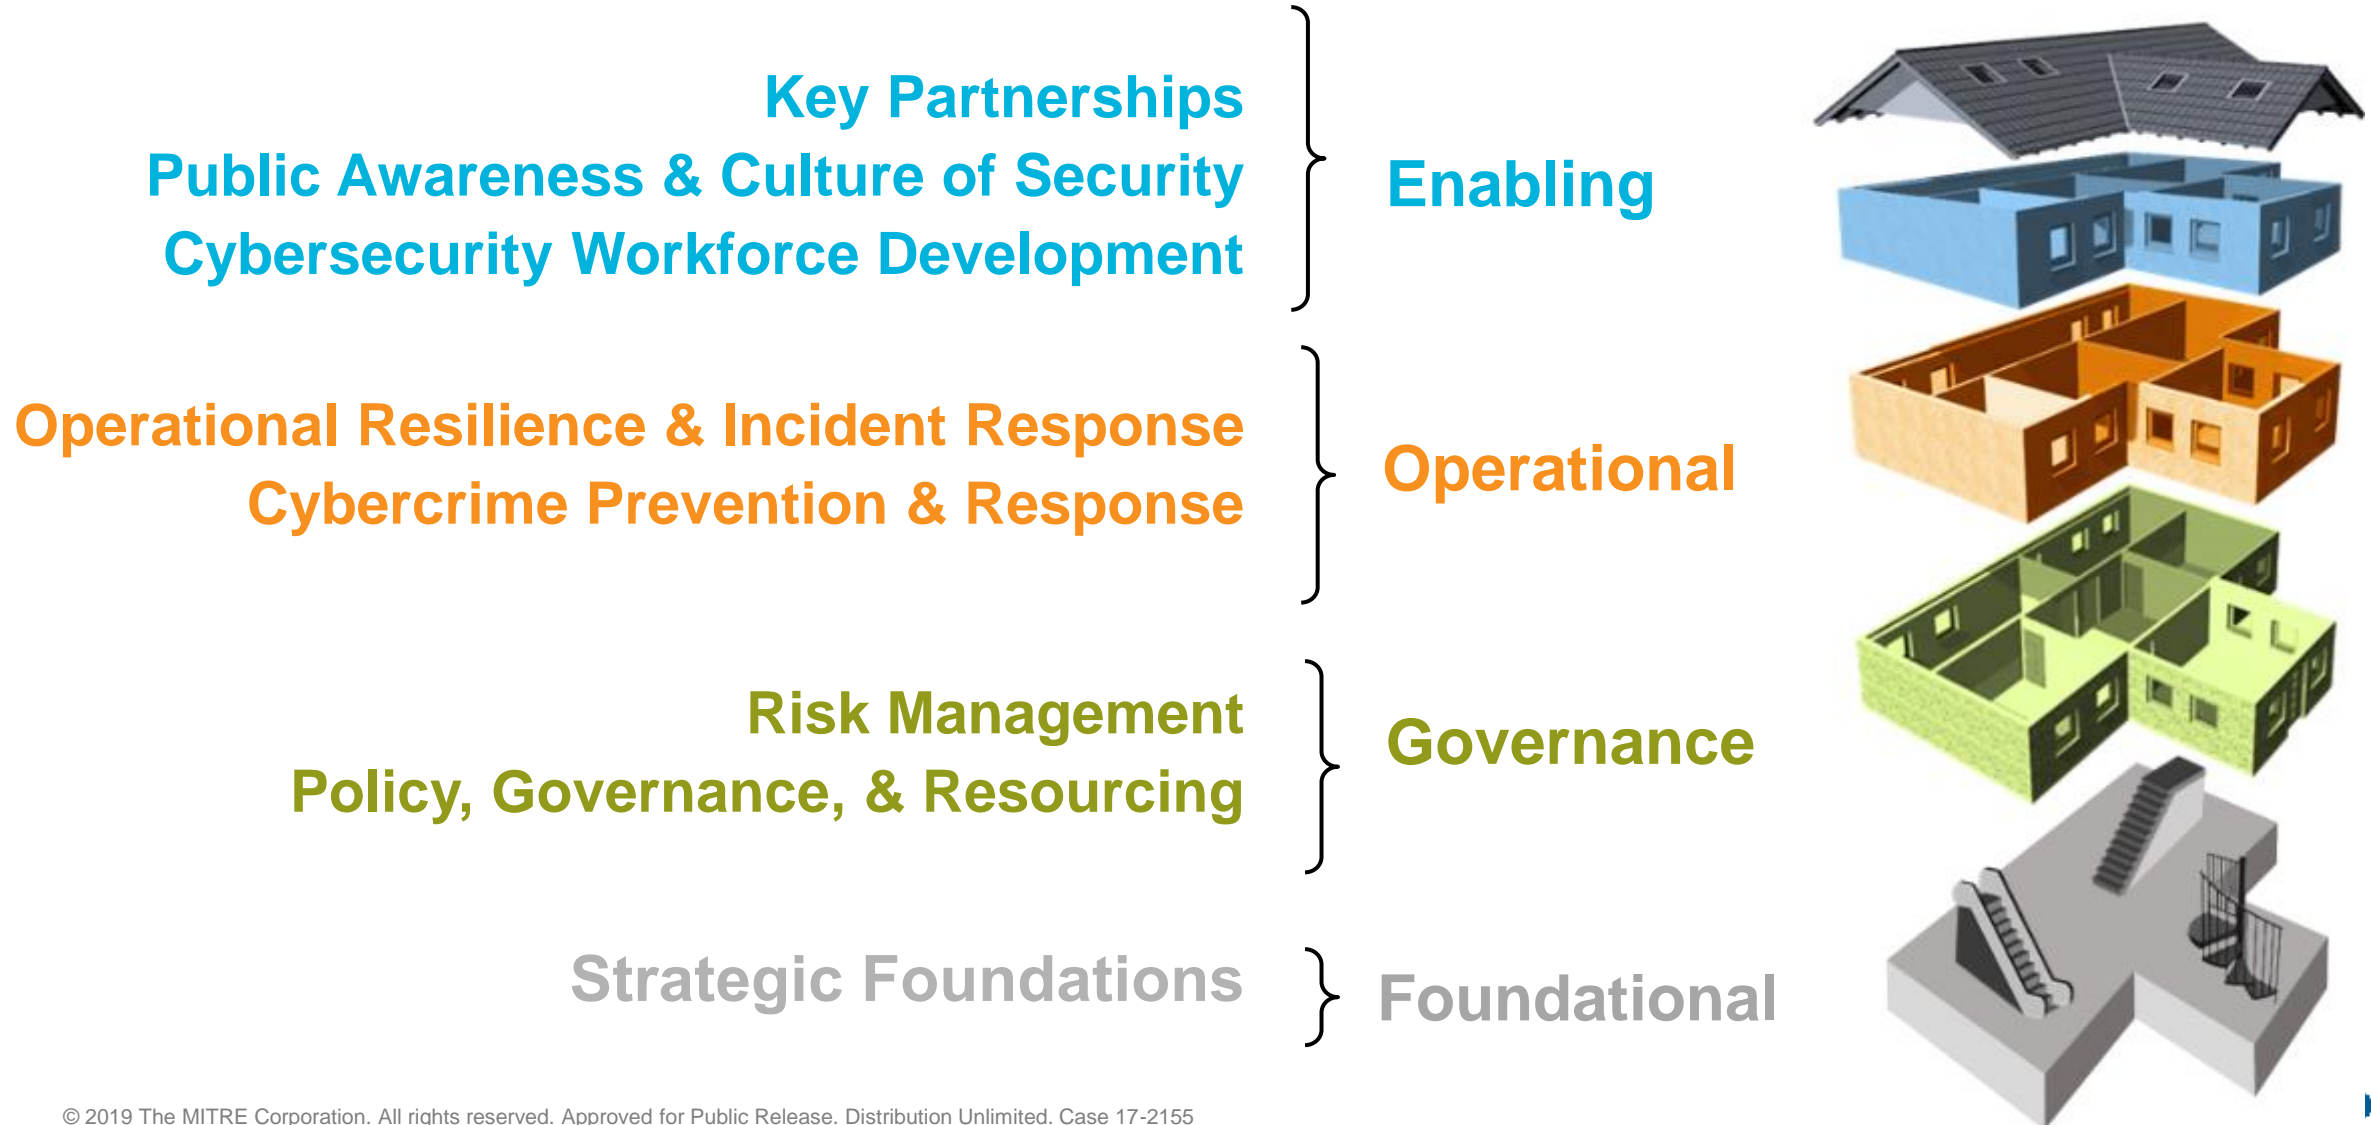 Key Partnerships
Public Awareness & Culture of Security
Cybersecurity Workforce Development
Enabling
Operational Resilience & Incident Response
Cybercrime Prevention & Response
Operational
Risk Management
Policy, Governance, & Resourcing
Governance
Strategic Foundations
Foundational
© 2019 The MITRE Corporation. All rights reserved. Approved for Public Release. Distribution Unlimited. Case 17-2155